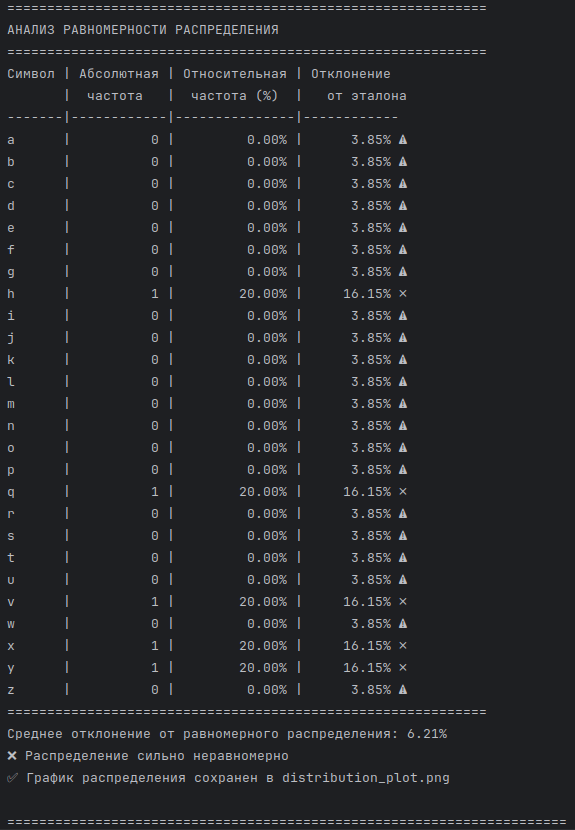 ============================================================
АНАЛИЗ РАВНОМЕРНОСТИ РАСПРЕДЕЛЕНИЯ
============================================================
Символ | Абсолютная | Относительная | Отклонение
       |  частота   |  частота (%)  |   от эталона
-------|------------|---------------|------------
a      |          0 |         0.00% |      3.85% ⚠
b      |          0 |         0.00% |      3.85% ⚠
c      |          0 |         0.00% |      3.85% ⚠
d      |          0 |         0.00% |      3.85% ⚠
e      |          0 |         0.00% |      3.85% ⚠
f      |          0 |         0.00% |      3.85% ⚠
g      |          0 |         0.00% |      3.85% ⚠
h      |          1 |        20.00% |     16.15% ✕
i      |          0 |         0.00% |      3.85% ⚠
j      |          0 |         0.00% |      3.85% ⚠
k      |          0 |         0.00% |      3.85% ⚠
l      |          0 |         0.00% |      3.85% ⚠
m      |          0 |         0.00% |      3.85% ⚠
n      |          0 |         0.00% |      3.85% ⚠
o      |          0 |         0.00% |      3.85% ⚠
p      |          0 |         0.00% |      3.85% ⚠
q      |          1 |        20.00% |     16.15% ✕
r      |          0 |         0.00% |      3.85% ⚠
s      |          0 |         0.00% |      3.85% ⚠
t      |          0 |         0.00% |      3.85% ⚠
u      |          0 |         0.00% |      3.85% ⚠
v      |          1 |        20.00% |     16.15% ✕
w      |          0 |         0.00% |      3.85% ⚠
x      |          1 |        20.00% |     16.15% ✕
y      |          1 |        20.00% |     16.15% ✕
z      |          0 |         0.00% |      3.85% ⚠
============================================================
Среднее отклонение от равномерного распределения: 6.21%
❌ Распределение сильно неравномерно
✅ График распределения сохранен в distribution_plot.png
======================================================================